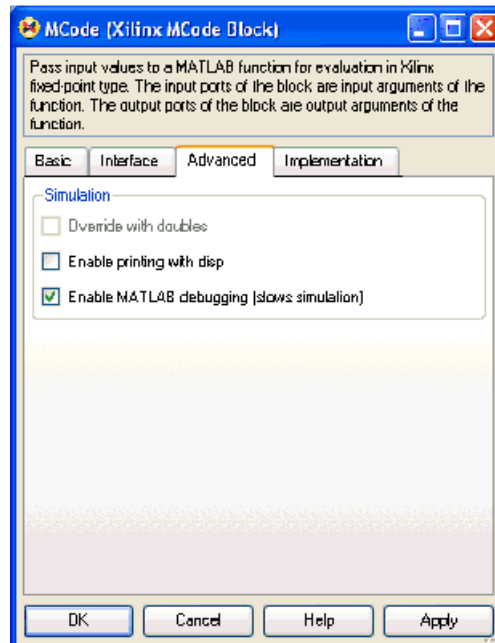 MCode (Xilinx MCode Block)
Pass input values to a MATLAB function for evaluation in Xilinx
fixed-point type. The input ports of the block are input arguments of the
function. The output ports of the block are output arguments of the
function.
Basic Interface Advanced Implementation
Simulation
Override with doubles
Enable printing with disp
Enable MATLAB debugging (slows simulation)
OK Cancel Help Apply